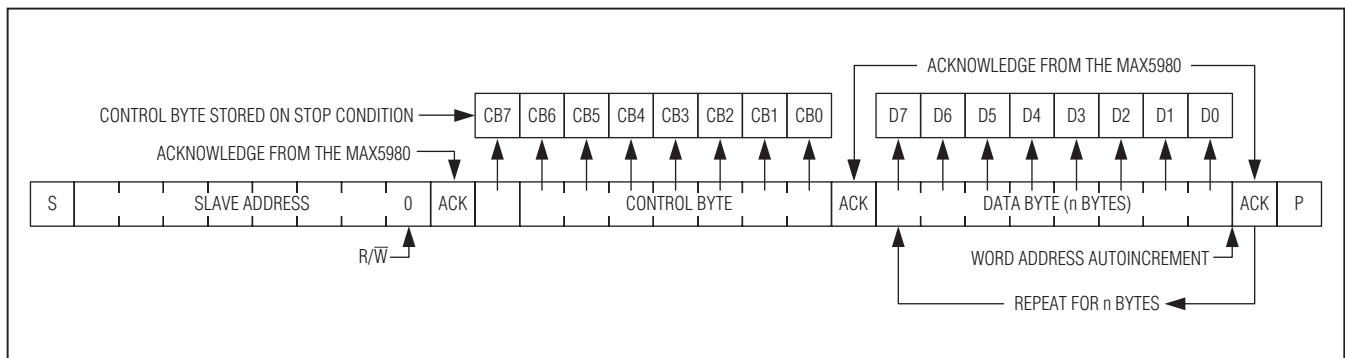 ACKNOWLEDGE FROM THE MAX5980
CONTROL BYTE STORED ON STOP CONDITION CB7 CB6 CB5 CB4 CB3 CB2 CB1 CB0 D7 D6 D5 D4 D3 D2 D1 D0
ACKNOWLEDGE FROM THE MAX5980
S SLAVE ADDRESS 0 ACK CONTROL BYTE ACK DATA BYTE (n BYTES) ACK P
R/W̅ WORD ADDRESS AUTOINCREMENT
REPEAT FOR n BYTES